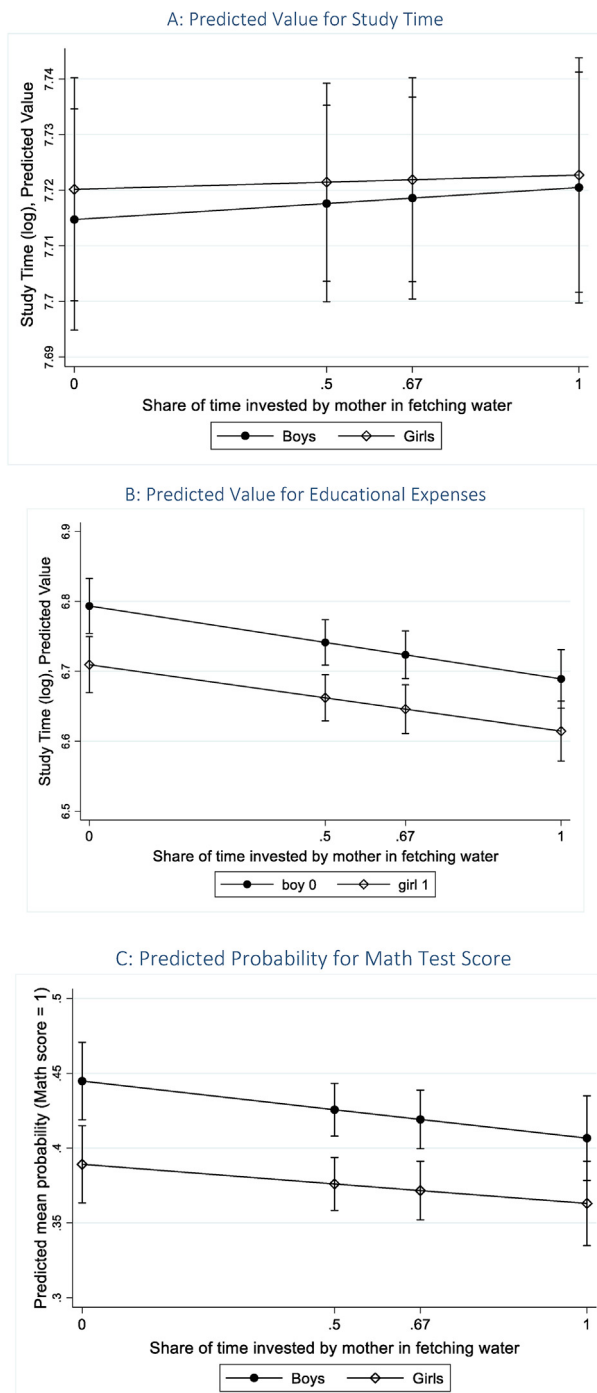 A: Predicted Value for Study Time
Study Time (log), Predicted Value
7.74
7.73
7.72
7.71
7.7
7.69
0 .5 .67 1
Share of time invested by mother in fetching water
Boys Girls
B: Predicted Value for Educational Expenses
Study Time (log), Predicted Value
6.9
6.8
6.7
6.6
6.5
0 .5 .67 1
Share of time invested by mother in fetching water
boy 0 girl 1
C: Predicted Probability for Math Test Score
Predicted mean probability (Math score = 1)
.5
.45
.4
.35
.3
0 .5 .67 1
Share of time invested by mother in fetching water
Boys Girls